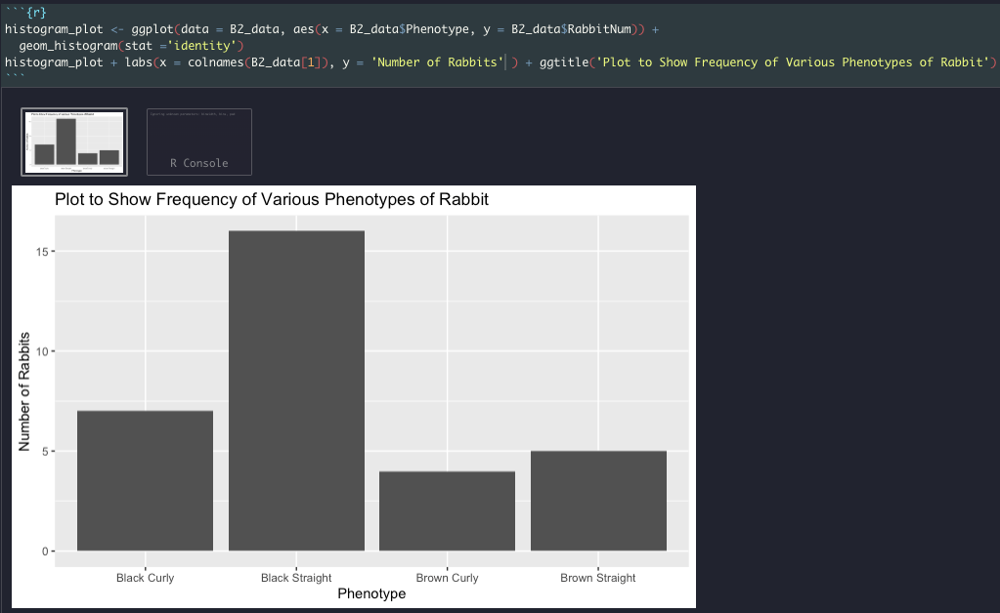 ```{r}
histogram_plot <- ggplot(data = B2_data, aes(x = B2_data$Phenotype, y = B2_data$RabbitNum)) +
  geom_histogram(stat ='identity')
histogram_plot + labs(x = colnames(B2_data[1]), y = 'Number of Rabbits' ) + ggtitle('Plot to Show Frequency of Various Phenotypes of Rabbit')
```
R Console
Plot to Show Frequency of Various Phenotypes of Rabbit
Number of Rabbits
15
10
5
0
Black Curly Black Straight Brown Curly Brown Straight
Phenotype